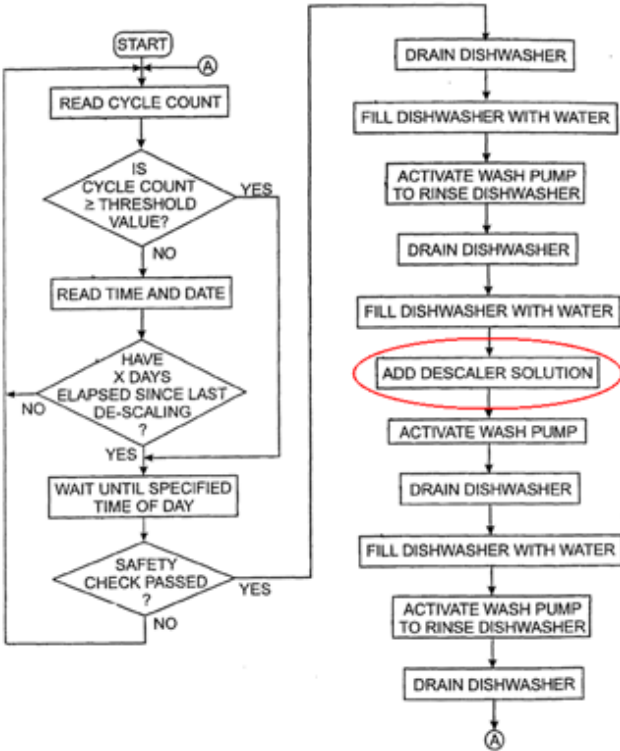 START
A
READ CYCLE COUNT
IS
CYCLE COUNT
≥ THRESHOLD
VALUE?
YES
NO
READ TIME AND DATE
HAVE
X DAYS
ELAPSED SINCE LAST
DE-SCALING
?
NO
YES
WAIT UNTIL SPECIFIED
TIME OF DAY
SAFETY
CHECK PASSED
?
YES
NO
DRAIN DISHWASHER
FILL DISHWASHER WITH WATER
ACTIVATE WASH PUMP
TO RINSE DISHWASHER
DRAIN DISHWASHER
FILL DISHWASHER WITH WATER
ADD DESCALER SOLUTION
ACTIVATE WASH PUMP
DRAIN DISHWASHER
FILL DISHWASHER WITH WATER
ACTIVATE WASH PUMP
TO RINSE DISHWASHER
DRAIN DISHWASHER
A